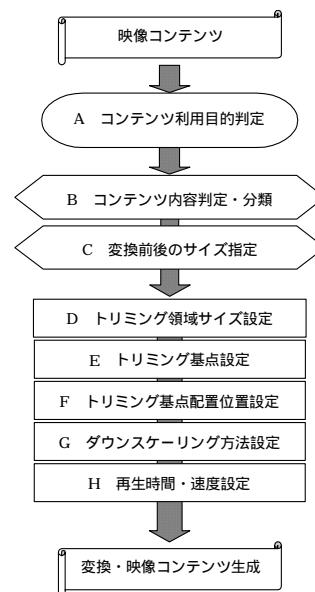 映像コンテンツ
A コンテンツ利用目的判定
B コンテンツ内容判定・分類
C 変換前後のサイズ指定
D トリミング領域サイズ設定
E トリミング基点設定
F トリミング基点配置位置設定
G ダウンスケーリング方法設定
H 再生時間・速度設定
変換・映像コンテンツ生成